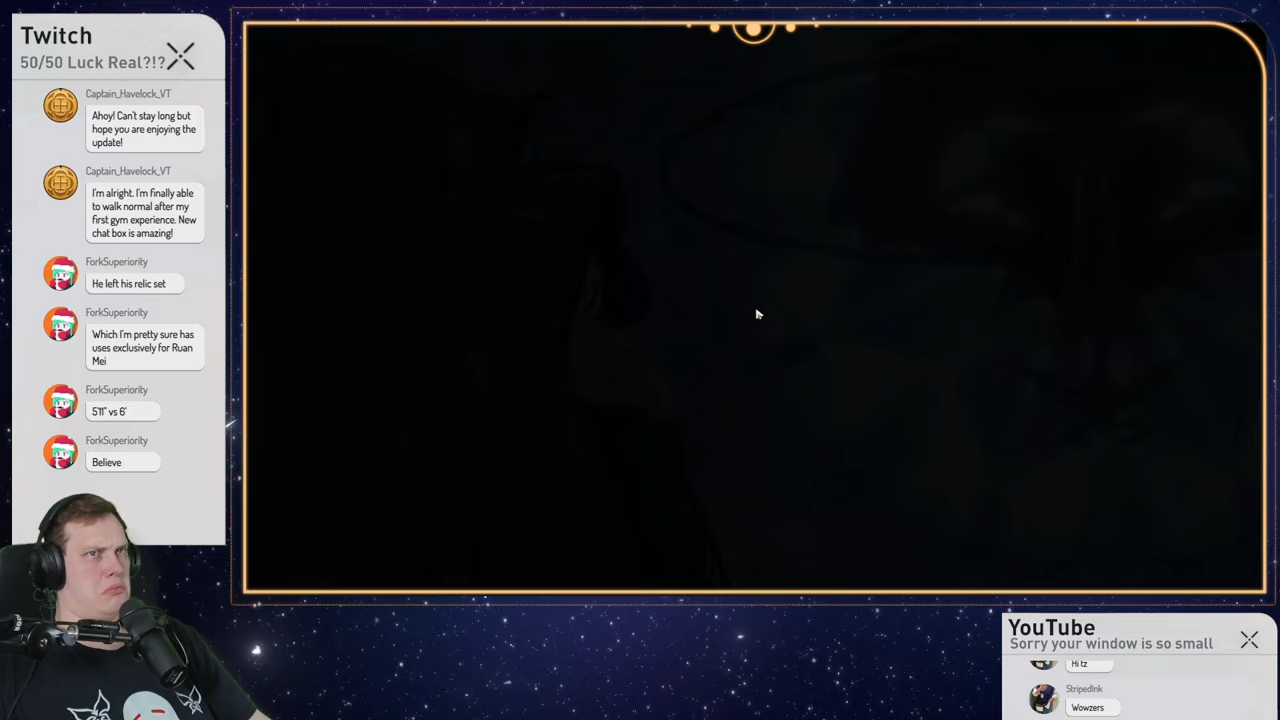 Twitch
50/50 Luck Real?!?
Captain_Havelock_VT
Ahoy! Can't stay long but
hope you are enjoying the
update!
Captain_Havelock_VT
I'm alright. I'm finally able
to walk normal after my
first gym experience. New
chat box is amazing!
ForkSuperiority
He left his relic set
ForkSuperiority
Which I'm pretty sure has
uses exclusively for Ruan
Mei
ForkSuperiority
5'11" vs 6'
ForkSuperiority
Believe
YouTube
Sorry your window is so small
Hi tz
StripedInk
Wowzers